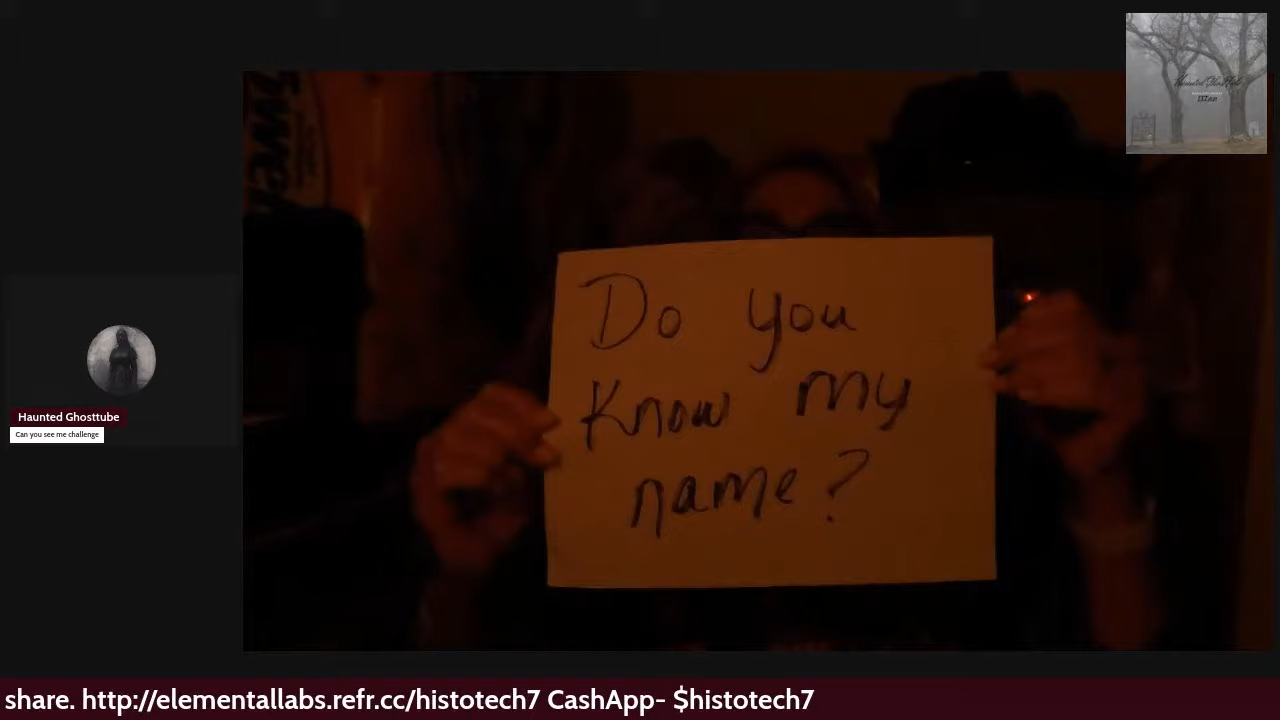 Do you
Know my
name?
Haunted Ghosttube
Can you see me challenge
share. http://elementallabs.refr.cc/histotech7 CashApp- $histotech7